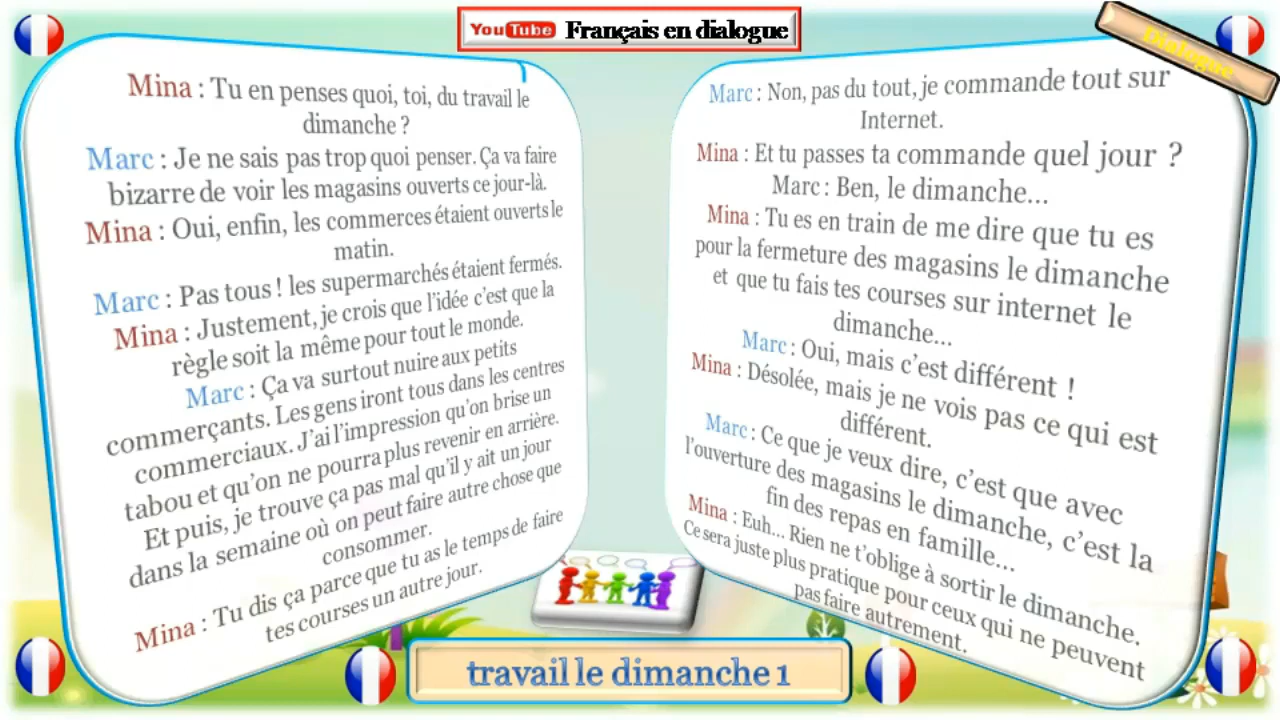 YouTube Français en dialogue
Dialogue
Mina : Tu en penses quoi, toi, du travail le
dimanche ?
Marc : Je ne sais pas trop quoi penser. Ça va faire
bizarre de voir les magasins ouverts ce jour-là.
Mina : Oui, enfin, les commerces étaient ouverts le
matin.
Marc : Pas tous ! les supermarchés étaient fermés.
Mina : Justement, je crois que l'idée c'est que la
règle soit la même pour tout le monde.
Marc : Ça va surtout nuire aux petits
commerçants. Les gens iront tous dans les centres
commerciaux. J'ai l'impression qu'on brise un
tabou et qu'on ne pourra plus revenir en arrière.
Et puis, je trouve ça pas mal qu'il y ait un jour
dans la semaine où on peut faire autre chose que
consommer.
Mina : Tu dis ça parce que tu as le temps de faire
tes courses un autre jour.
Marc : Non, pas du tout, je commande tout sur
Internet.
Mina : Et tu passes ta commande quel jour ?
Marc : Ben, le dimanche...
Mina : Tu es en train de me dire que tu es
pour la fermeture des magasins le dimanche
et que tu fais tes courses sur internet le
dimanche...
Marc : Oui, mais c'est différent !
Mina : Désolée, mais je ne vois pas ce qui est
différent.
Marc : Ce que je veux dire, c'est que avec
l'ouverture des magasins le dimanche, c'est la
fin des repas en famille...
Mina : Euh... Rien ne t'oblige à sortir le dimanche.
Ce sera juste plus pratique pour ceux qui ne peuvent
pas faire autrement.
travail le dimanche 1